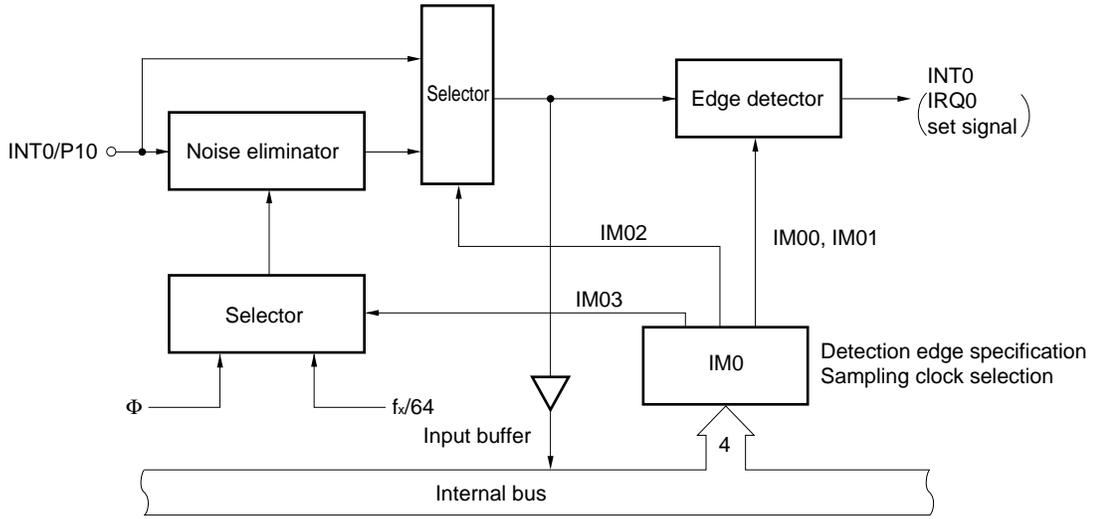 INT0/P10
Noise eliminator
Selector
Edge detector
INT0
IRQ0
set signal
IM02
IM00, IM01
Selector
IM03
IM0
Detection edge specification
Sampling clock selection
Φ
fx/64
Input buffer
4
Internal bus